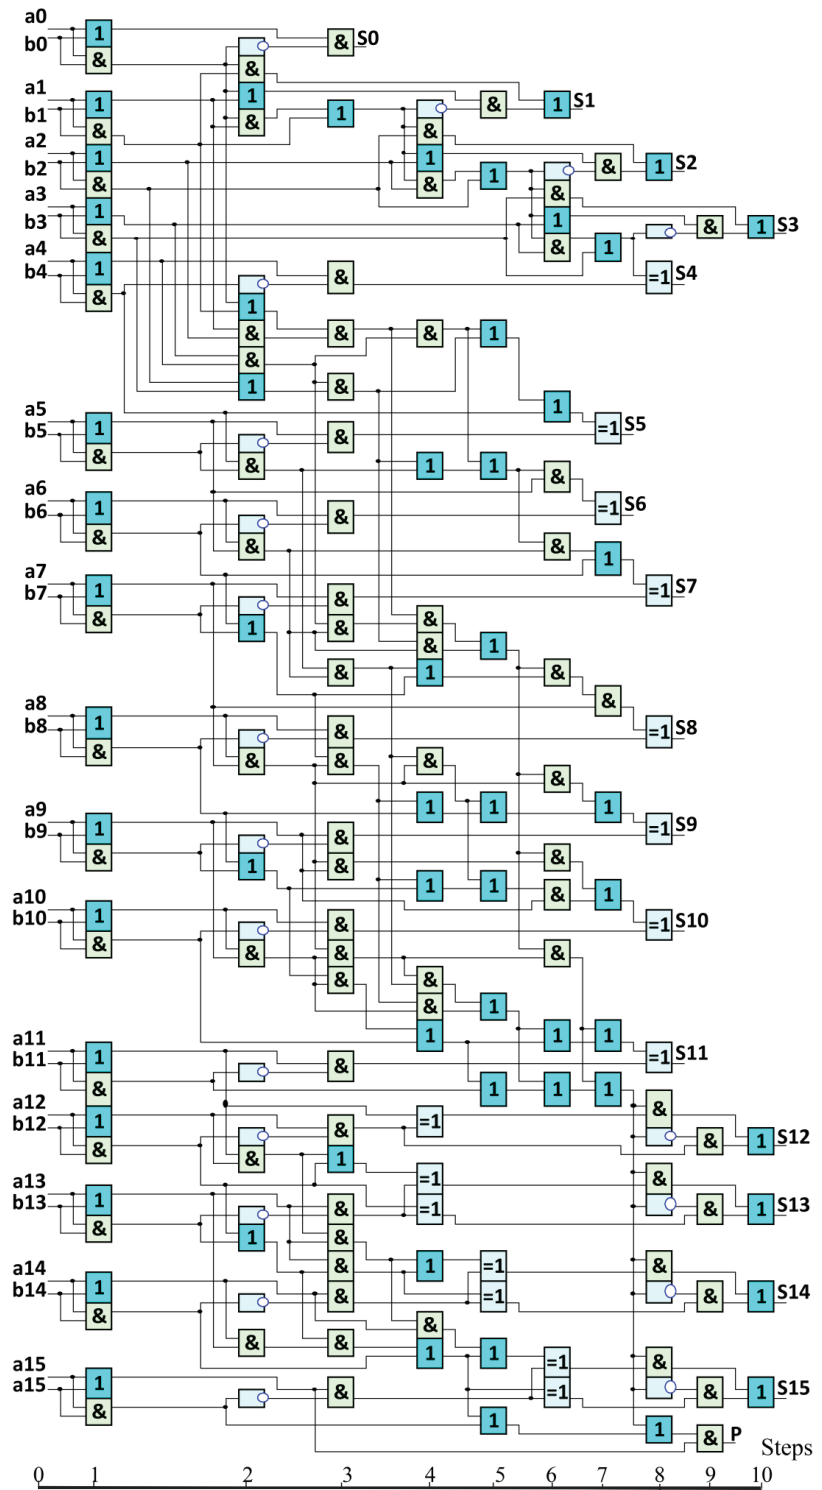 a0
1
b0
& S0
&
&
a1
1
1
& 1 S1
b1
1
&
&
&
a2
1
1
& 1 S2
b2
&
&
1
a3
1
&
b3
1
& 1 S3
&
&
1
a4
1
&
=1 S4
b4
&
1
&
&
&
1
&
1
&
1
a5
1
=1 S5
b5
&
&
&
1
1
&
a6
1
=1 S6
b6
&
&
&
&
1
a7
1
=1 S7
b7
&
&
1
&
&
&
1
&
1
&
&
a8
1
=1 S8
b8
&
&
&
&
&
&
1
1
1
a9
1
=1 S9
b9
&
&
1
&
&
1
1
&
1
a10
1
=1 S10
b10
&
&
&
&
&
&
&
&
1
1
1
1
a11
1
=1 S11
b11
&
&
1
1
1
a12
1
=1
&
b12
&
&
&
1
& 1 S12
a13
1
=1
&
b13
&
1
&
&
=1
& 1 S13
a14
1
&
&
1
=1
=1
&
b14
&
& 1 S14
&
&
&
1
1
a15
1
=1
&
a15
&
&
=1
& 1 S15
1
1
& P
Steps
0 1 2 3 4 5 6 7 8 9 10